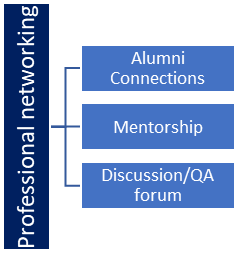 Professional networking
Alumni
Connections
Mentorship
Discussion/QA
forum